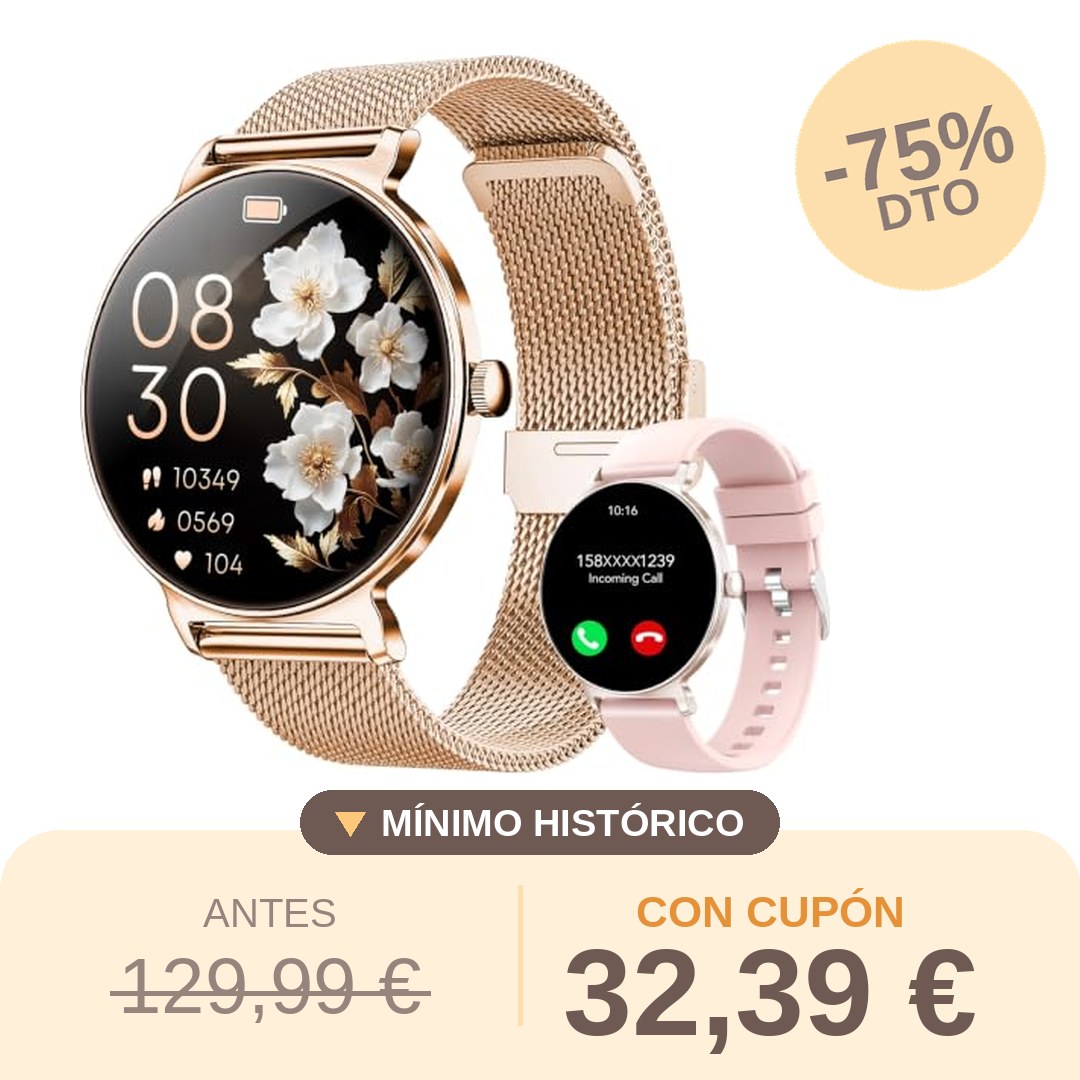 -75%
DTO
08
30
10349
0569
104
10:16
158XXXX1239
Incoming Call
MÍNIMO HISTÓRICO
ANTES
129,99 €
CON CUPÓN
32,39 €